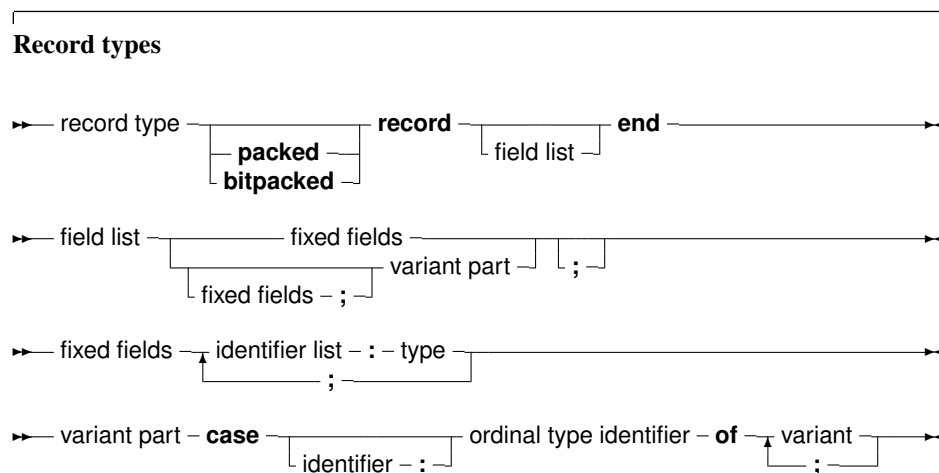 Record types
record type record end
packed field list
bitpacked
field list fixed fields
variant part ;
fixed fields ;
fixed fields identifier list : type
;
variant part case ordinal type identifier of variant
identifier : ;